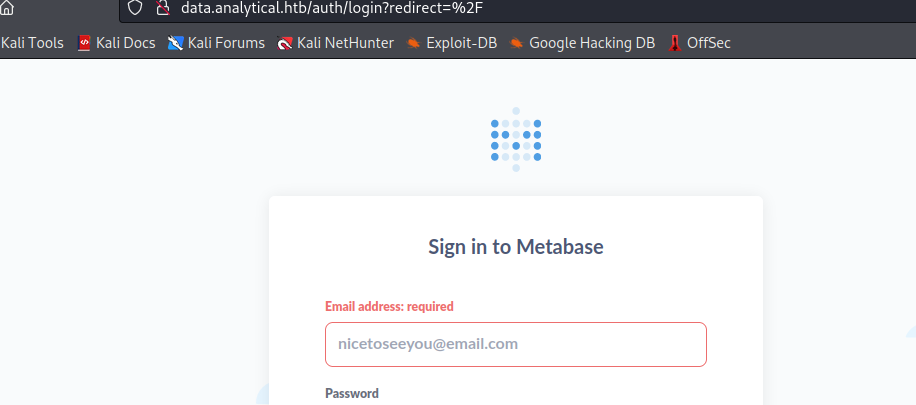 data.analytical.htb/auth/login?redirect=%2F
Kali Tools Kali Docs Kali Forums Kali NetHunter Exploit-DB Google Hacking DB OffSec
Sign in to Metabase
Email address: required
nicetoseeyou@email.com
Password